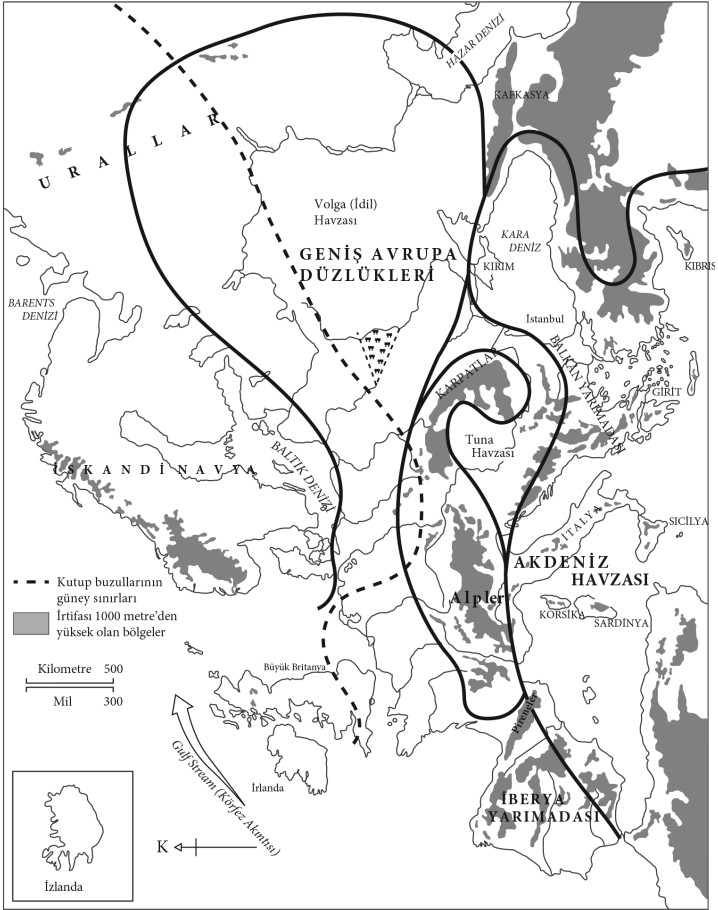 HAZAR DENİZİ
KAFKASYA
URALLAR
Volga (İdil)
Havzası
KARA
DENİZ
GENİŞ AVRUPA
DÜZLÜKLERİ
KIRIM
KIBRIS
BARENTS
DENİZİ
İstanbul
BALKAN YARIMADASI
KARPATLAR
GİRİT
Tuna
Havzası
BALTIK DENİZİ
İSKANDİNAVYA
İTALYA
SİCİLYA
AKDENİZ
HAVZASI
Kutup buzullarının
güney sınırları
Alpler
KORSİKA
SARDİNYA
İrtifası 1000 metre'den
yüksek olan bölgeler
Kilometre 500
Mil 300
Büyük Britanya
Pireneler
Gulf Stream (Körfez Akıntısı)
İrlanda
İBERYA
YARIMADASI
K
İzlanda